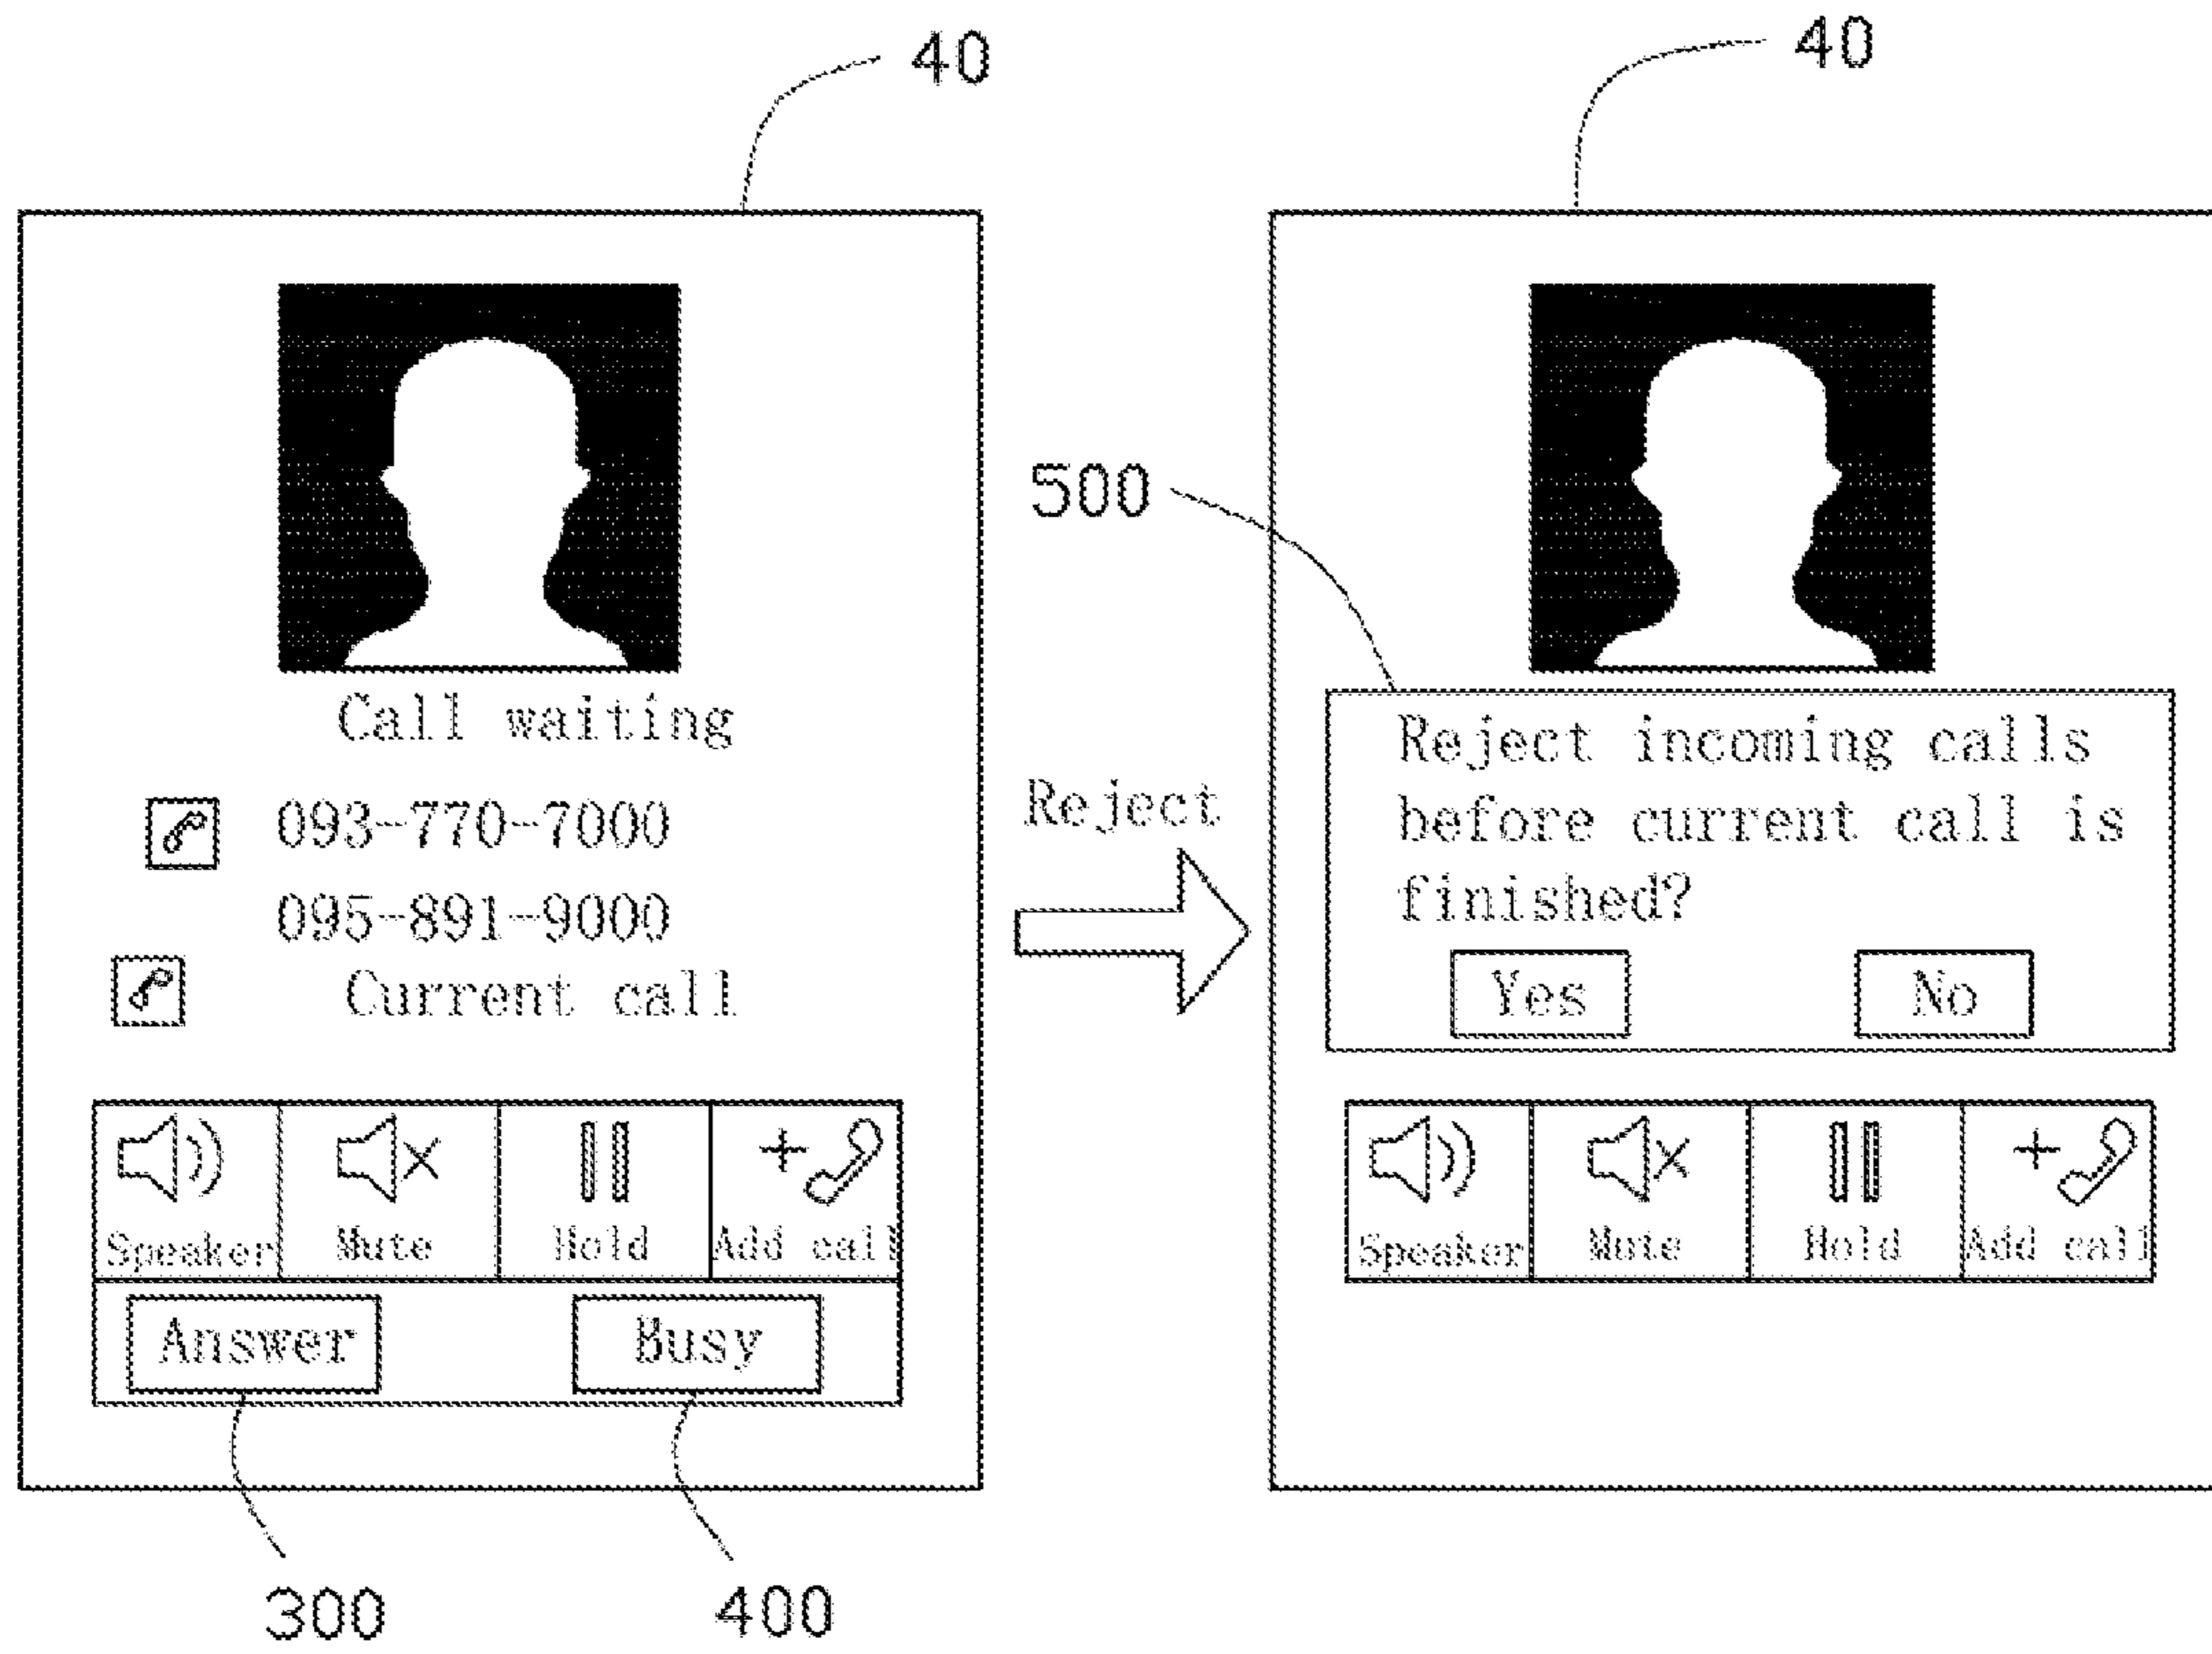 40
Call waiting
093-770-7000
095-891-9000
Current call
Speaker
Mute
Hold
Add call
Answer
Busy
300
400
Reject
40
500
Reject incoming calls
before current call is
finished?
Yes
No
Speaker
Mute
Hold
Add call